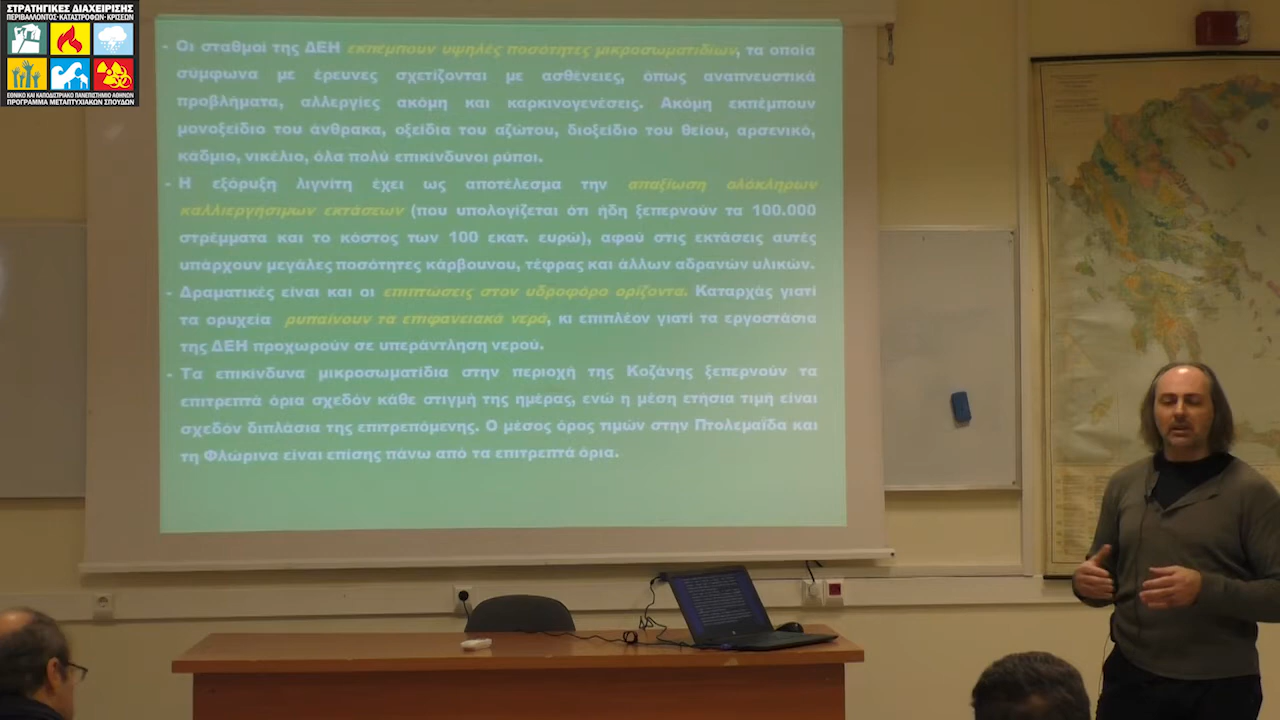 ΣΤΡΑΤΗΓΙΚΕΣ ΔΙΑΧΕΙΡΙΣΗΣ
ΠΕΡΙΒΑΛΛΟΝΤΟΣ·ΚΑΤΑΣΤΡΟΦΩΝ·ΚΡΙΣΕΩΝ
ΕΘΝΙΚΟ ΚΑΙ ΚΑΠΟΔΙΣΤΡΙΑΚΟ ΠΑΝΕΠΙΣΤΗΜΙΟ ΑΘΗΝΩΝ
ΠΡΟΓΡΑΜΜΑ ΜΕΤΑΠΤΥΧΙΑΚΩΝ ΣΠΟΥΔΩΝ
- Οι σταθμοί της ΔΕΗ εκπέμπουν υψηλές ποσότητες μικροσωματιδίων, τα οποία
σύμφωνα με έρευνες σχετίζονται με ασθένειες, όπως αναπνευστικά
προβλήματα, αλλεργίες ακόμη και καρκινογενέσεις. Ακόμη εκπέμπουν
μονοξείδιο του άνθρακα, οξείδια του αζώτου, διοξείδιο του θείου, αρσενικό,
κάδμιο, νικέλιο, όλα πολύ επικίνδυνοι ρύποι.
- Η εξόρυξη λιγνίτη έχει ως αποτέλεσμα την απαξίωση ολόκληρων
καλλιεργήσιμων εκτάσεων (που υπολογίζεται ότι ήδη ξεπερνούν τα 100.000
στρέμματα και το κόστος των 100 εκατ. ευρώ), αφού στις εκτάσεις αυτές
υπάρχουν μεγάλες ποσότητες κάρβουνου, τέφρας και άλλων αδρανών υλικών.
- Δραματικές είναι και οι επιπτώσεις στον υδροφόρο ορίζοντα. Καταρχάς γιατί
τα ορυχεία ρυπαίνουν τα επιφανειακά νερά, κι επιπλέον γιατί τα εργοστάσια
της ΔΕΗ προχωρούν σε υπεράντληση νερού.
- Τα επικίνδυνα μικροσωματίδια στην περιοχή της Κοζάνης ξεπερνούν τα
επιτρεπτά όρια σχεδόν κάθε στιγμή της ημέρας, ενώ η μέση ετήσια τιμή είναι
σχεδόν διπλάσια της επιτρεπόμενης. Ο μέσος όρος τιμών στην Πτολεμαΐδα και
τη Φλώρινα είναι επίσης πάνω από τα επιτρεπτά όρια.